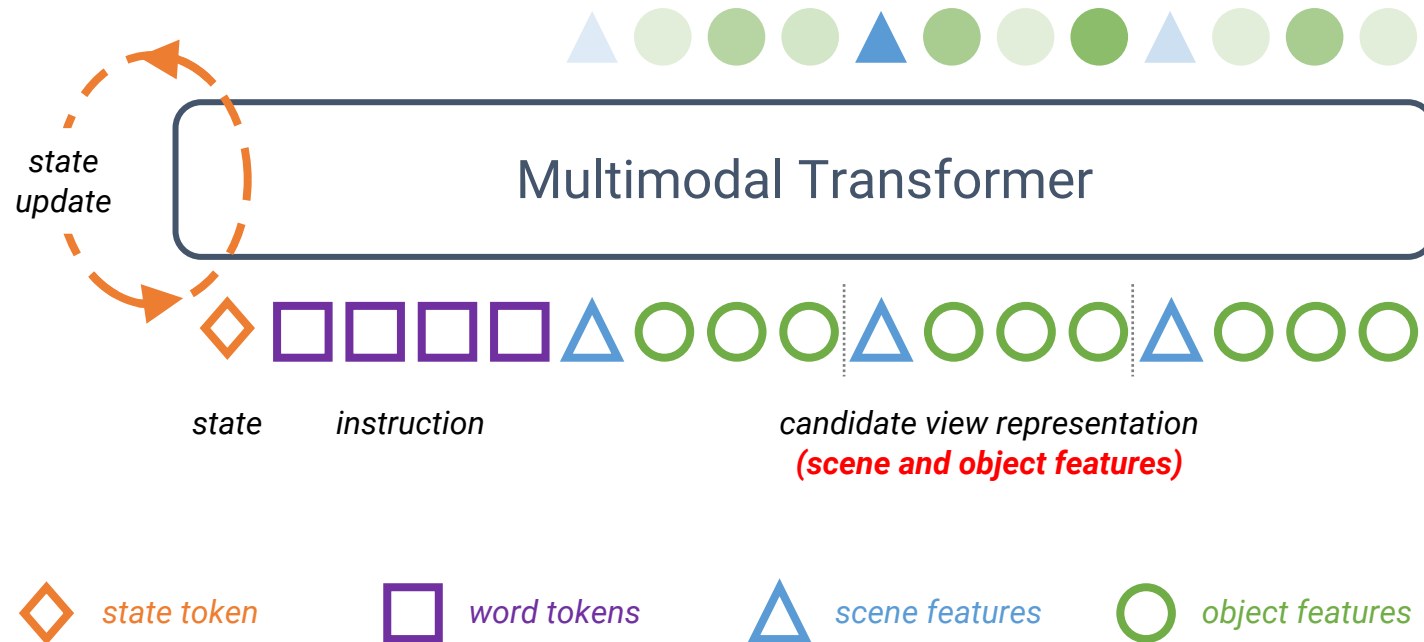 state
update
Multimodal Transformer
state
instruction
candidate view representation
(scene and object features)
state token
word tokens
scene features
object features